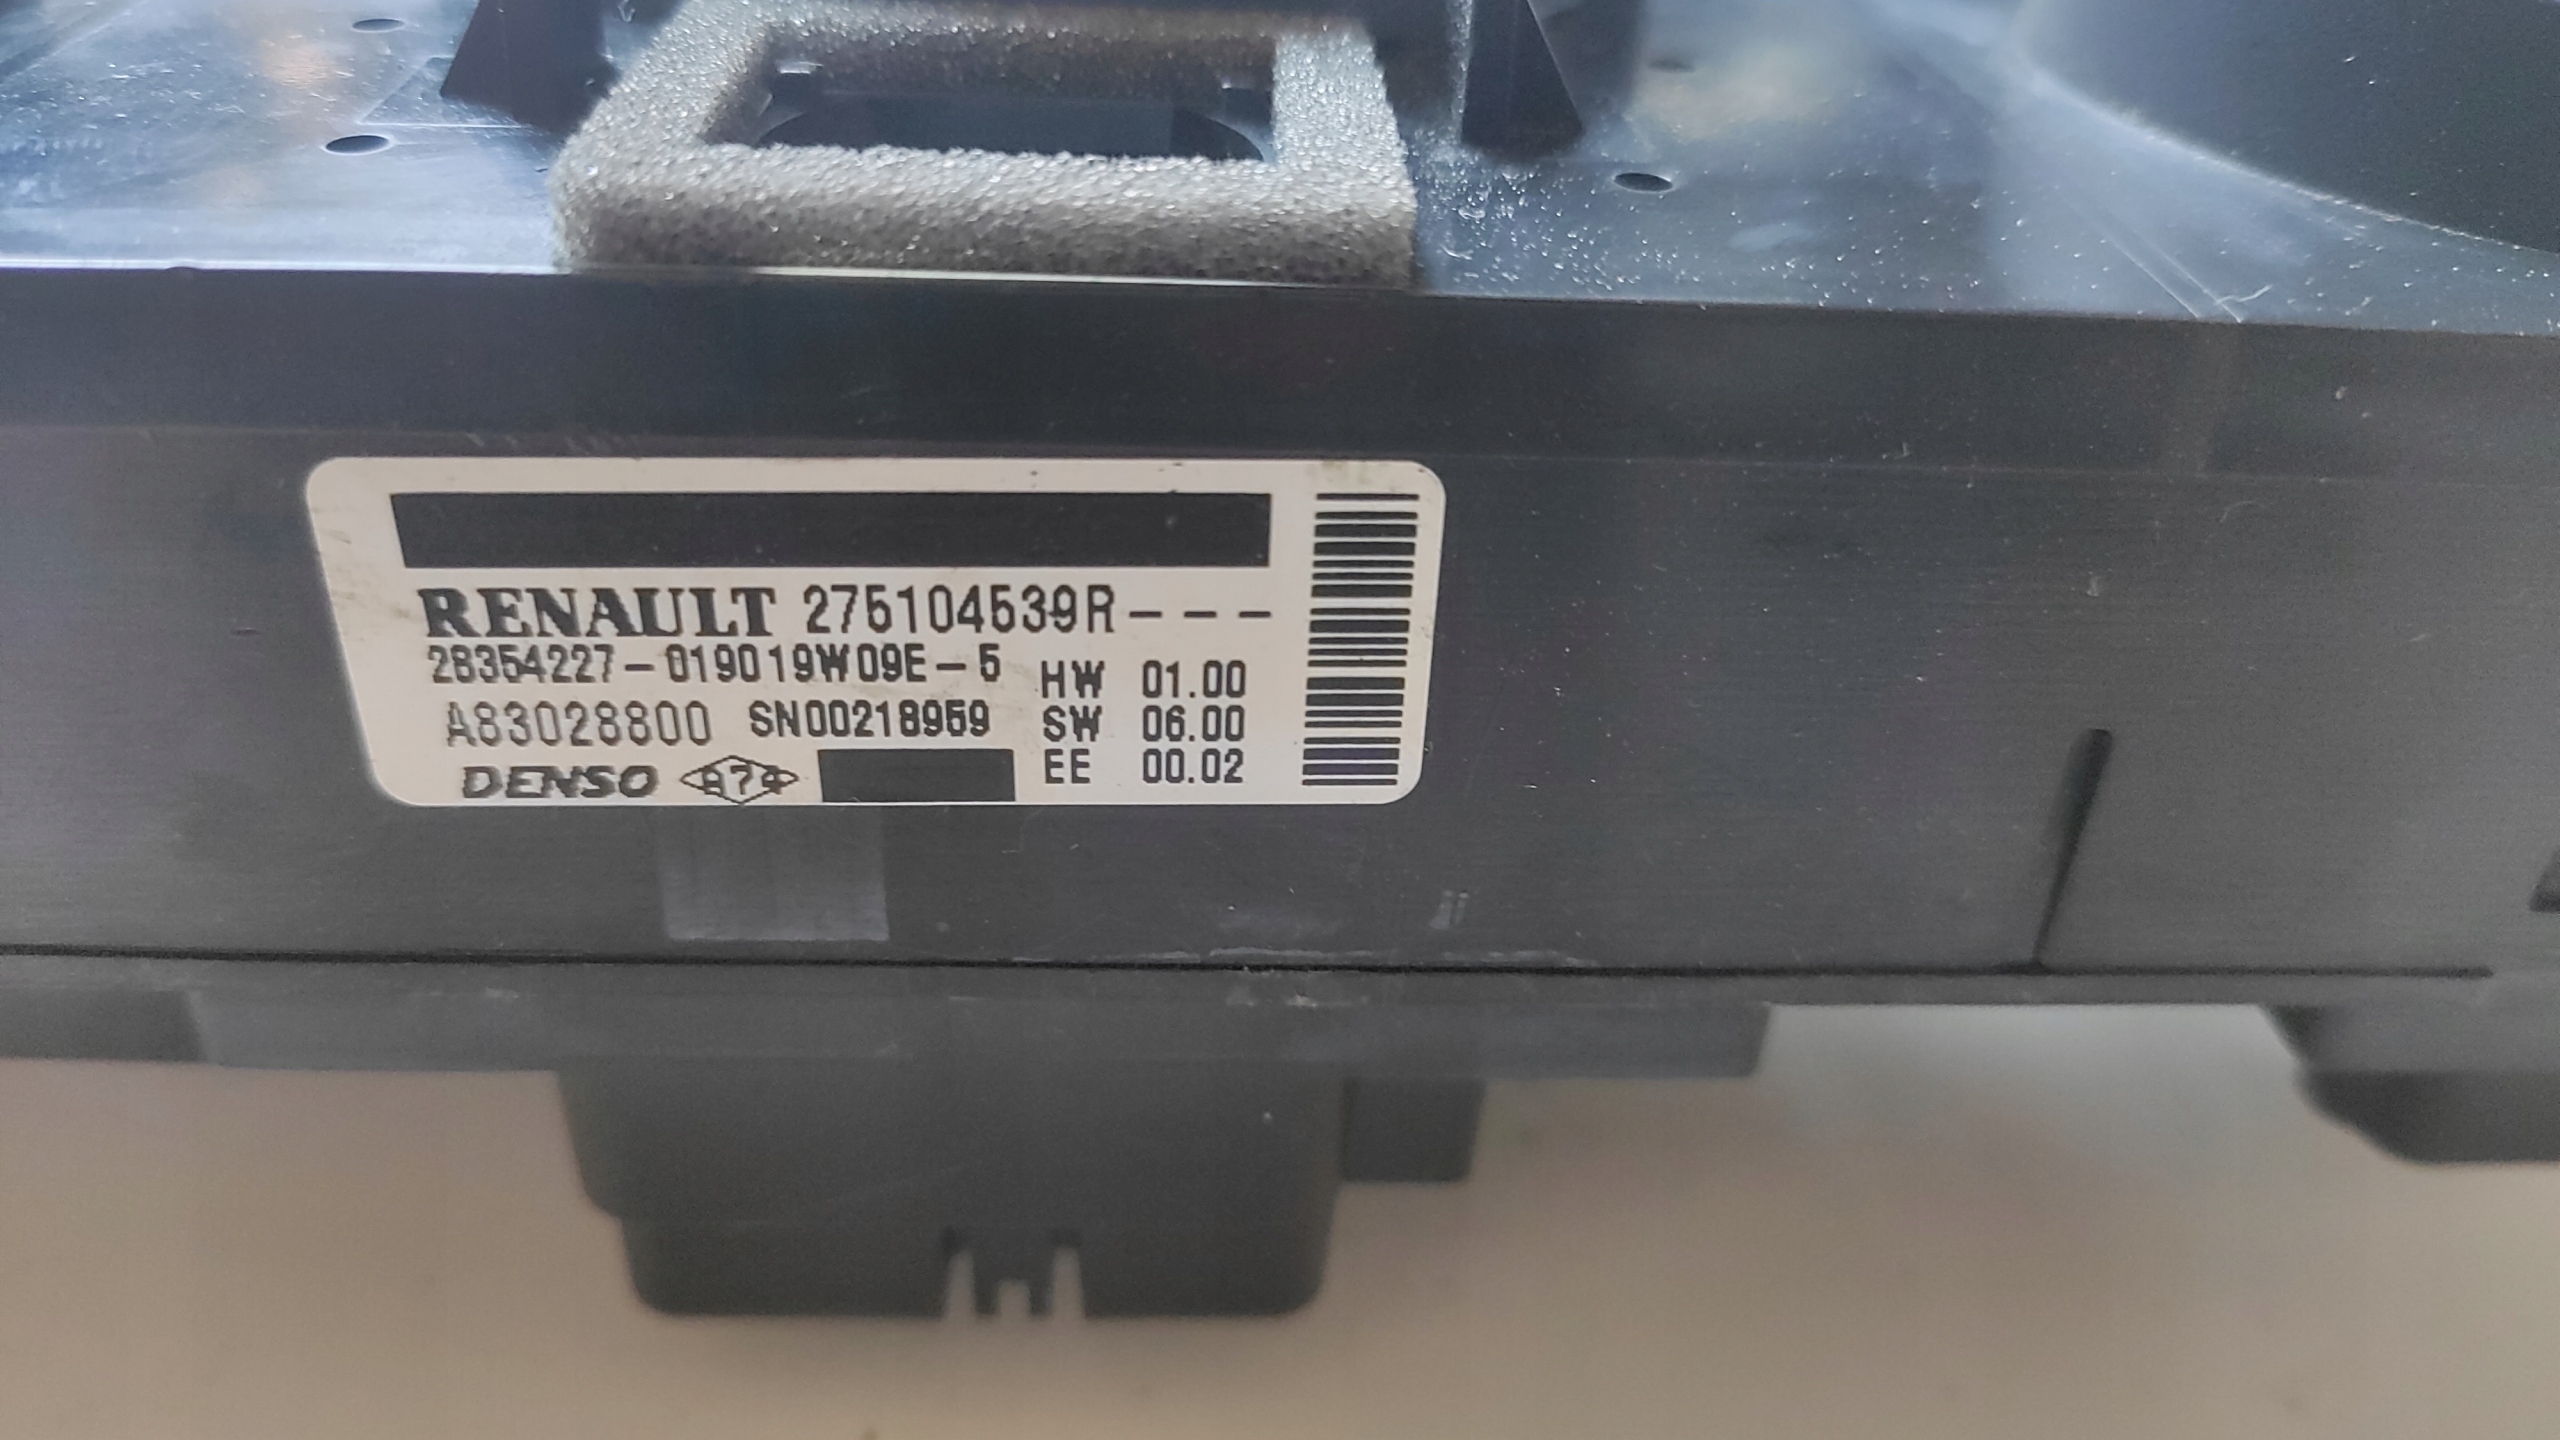 RENAULT 275104539R---
28354227-019019W09E-5
A83028800 SN00218959
HW 01.00
SW 06.00
EE 00.02
DENSO